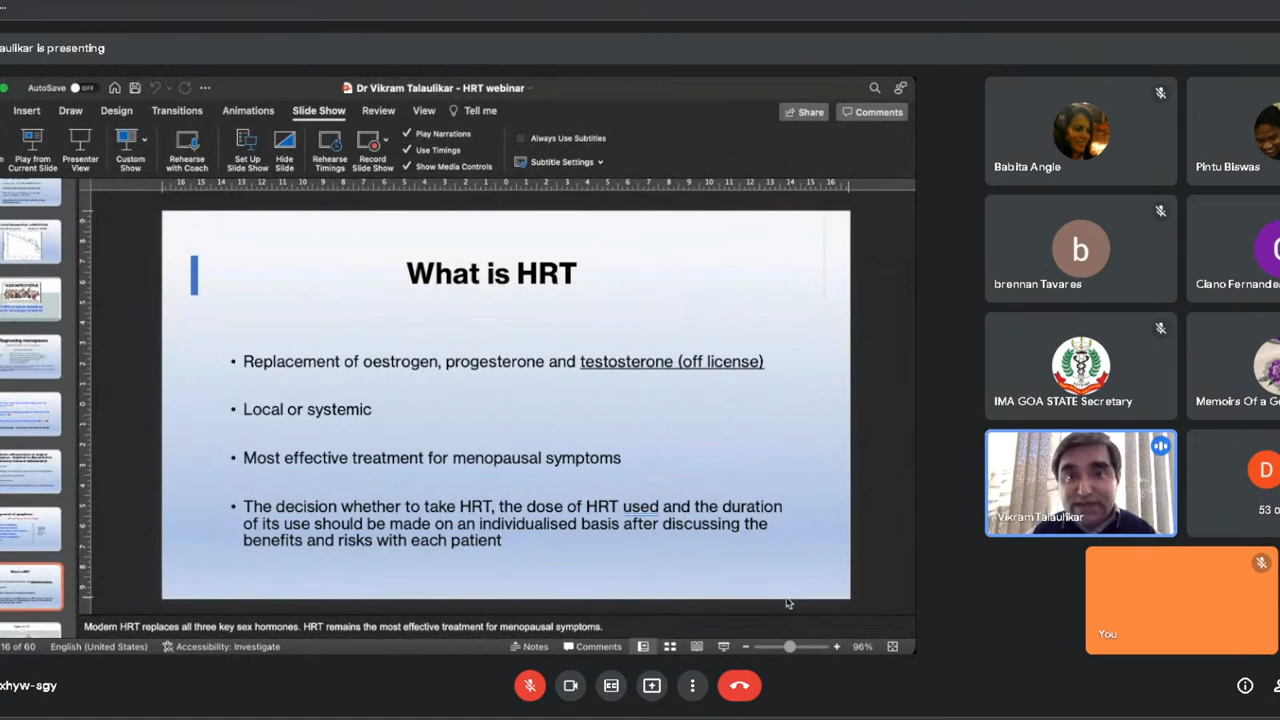 aulikar is presenting
AutoSave OFF
Dr Vikram Talaulikar - HRT webinar
Insert Draw Design Transitions Animations Slide Show Review View Tell me
Share Comments
Play from Current Slide
Presenter View
Custom Show
Rehearse with Coach
Set Up Slide Show
Hide Slide
Rehearse Timings
Record Slide Show
Play Narrations
Use Timings
Show Media Controls
Always Use Subtitles
Subtitle Settings
What is HRT
• Replacement of oestrogen, progesterone and testosterone (off license)
• Local or systemic
• Most effective treatment for menopausal symptoms
• The decision whether to take HRT, the dose of HRT used and the duration
of its use should be made on an individualised basis after discussing the
benefits and risks with each patient
Modern HRT replaces all three key sex hormones. HRT remains the most effective treatment for menopausal symptoms.
16 of 60 English (United States) Accessibility: Investigate Notes Comments 96%
Babita Angle
Pintu Biswas
b
brennan Tavares
Ciano Fernande
IMA GOA STATE Secretary
Memoirs Of a G
Vikram Talaulikar
D
53 o
You
xhyw-sgy